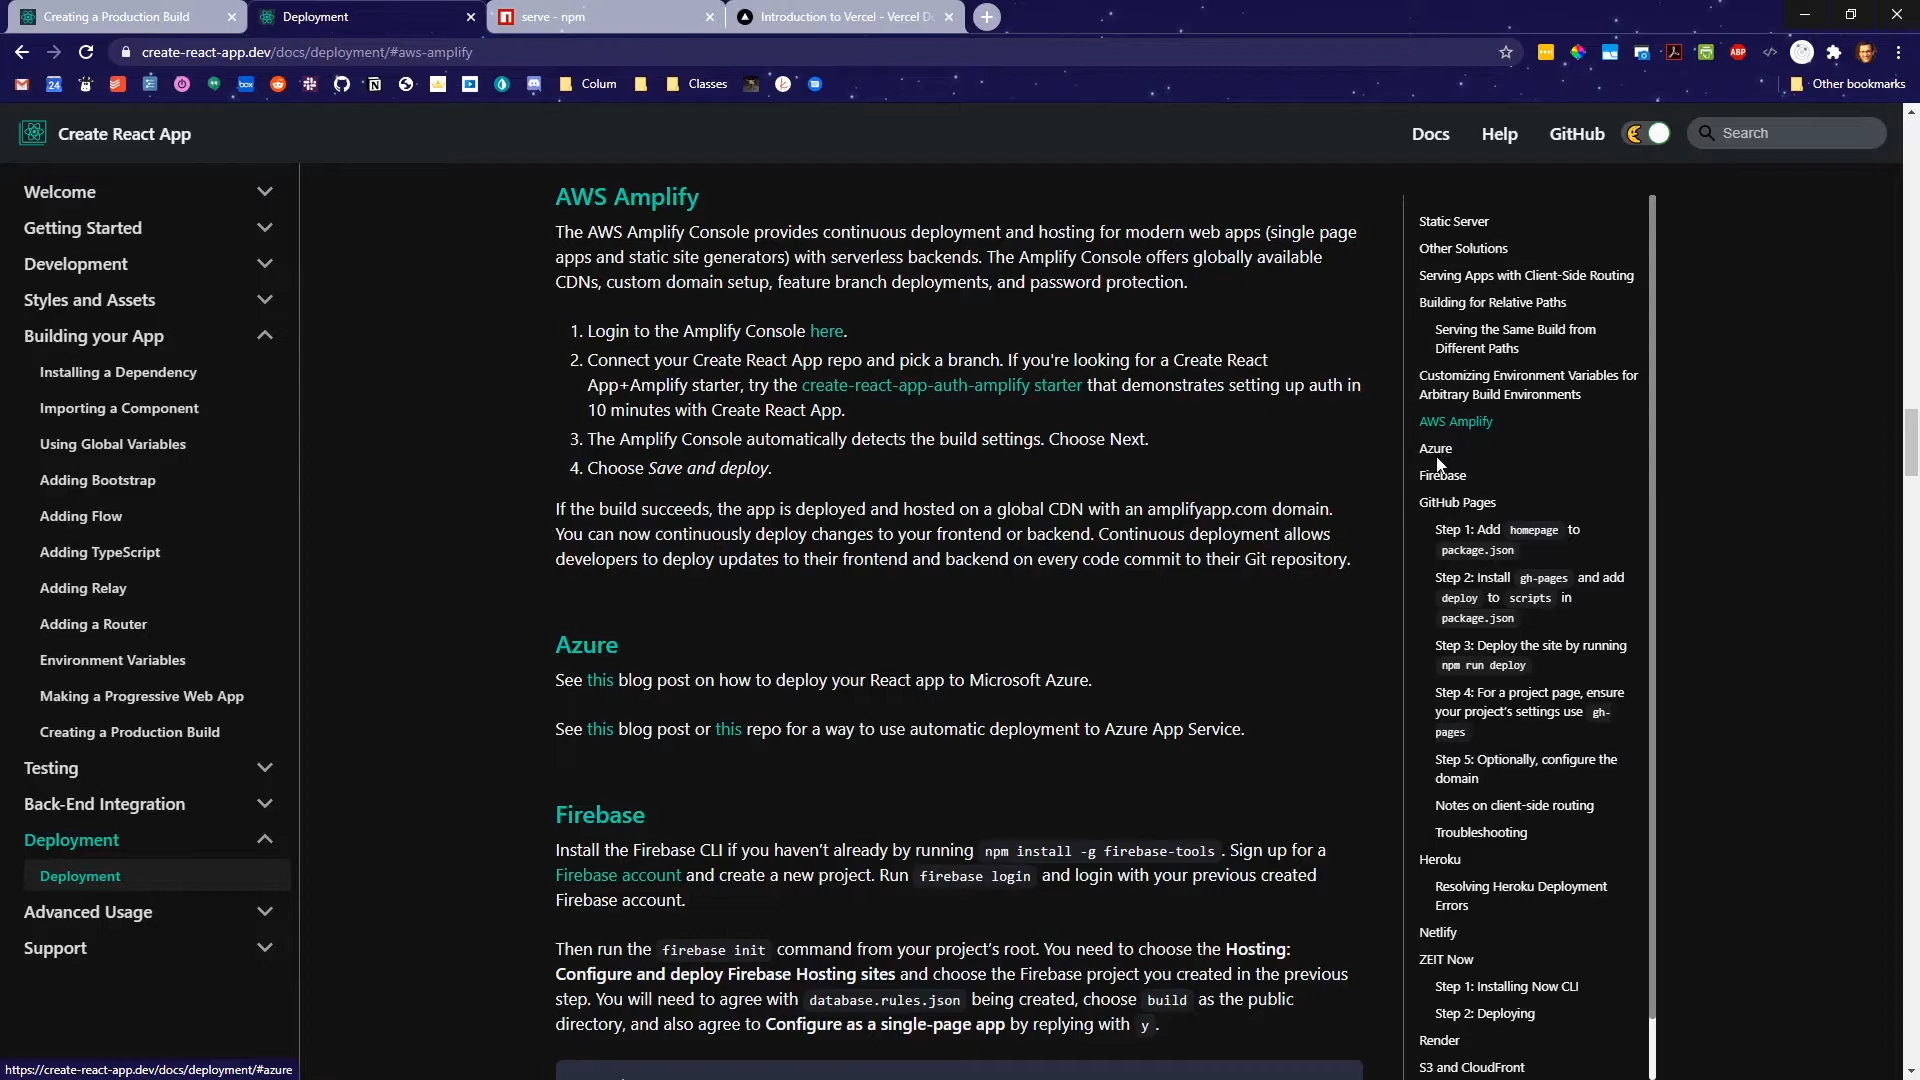 Creating a Production Build
Deployment
serve - npm
Introduction to Vercel - Vercel D
create-react-app.dev/docs/deployment/#aws-amplify
24
box
Colum
Classes
ABP
Other bookmarks
Create React App
Docs
Help
GitHub
Search
Welcome
Getting Started
Development
Styles and Assets
Building your App
Installing a Dependency
Importing a Component
Using Global Variables
Adding Bootstrap
Adding Flow
Adding TypeScript
Adding Relay
Adding a Router
Environment Variables
Making a Progressive Web App
Creating a Production Build
Testing
Back-End Integration
Deployment
Deployment
Advanced Usage
Support
AWS Amplify
The AWS Amplify Console provides continuous deployment and hosting for modern web apps (single page
apps and static site generators) with serverless backends. The Amplify Console offers globally available
CDNs, custom domain setup, feature branch deployments, and password protection.
1. Login to the Amplify Console here.
2. Connect your Create React App repo and pick a branch. If you're looking for a Create React
App+Amplify starter, try the create-react-app-auth-amplify starter that demonstrates setting up auth in
10 minutes with Create React App.
3. The Amplify Console automatically detects the build settings. Choose Next.
4. Choose Save and deploy.
If the build succeeds, the app is deployed and hosted on a global CDN with an amplifyapp.com domain.
You can now continuously deploy changes to your frontend or backend. Continuous deployment allows
developers to deploy updates to their frontend and backend on every code commit to their Git repository.
Azure
See this blog post on how to deploy your React app to Microsoft Azure.
See this blog post or this repo for a way to use automatic deployment to Azure App Service.
Firebase
Install the Firebase CLI if you haven’t already by running npm install -g firebase-tools . Sign up for a
Firebase account and create a new project. Run firebase login and login with your previous created
Firebase account.
Then run the firebase init command from your project’s root. You need to choose the Hosting:
Configure and deploy Firebase Hosting sites and choose the Firebase project you created in the previous
step. You will need to agree with database.rules.json being created, choose build as the public
directory, and also agree to Configure as a single-page app by replying with y .
Static Server
Other Solutions
Serving Apps with Client-Side Routing
Building for Relative Paths
Serving the Same Build from
Different Paths
Customizing Environment Variables for
Arbitrary Build Environments
AWS Amplify
Azure
Firebase
GitHub Pages
Step 1: Add homepage to
package.json
Step 2: Install gh-pages and add
deploy to scripts in
package.json
Step 3: Deploy the site by running
npm run deploy
Step 4: For a project page, ensure
your project’s settings use gh-
pages
Step 5: Optionally, configure the
domain
Notes on client-side routing
Troubleshooting
Heroku
Resolving Heroku Deployment
Errors
Netlify
ZEIT Now
Step 1: Installing Now CLI
Step 2: Deploying
Render
S3 and CloudFront
https://create-react-app.dev/docs/deployment/#azure